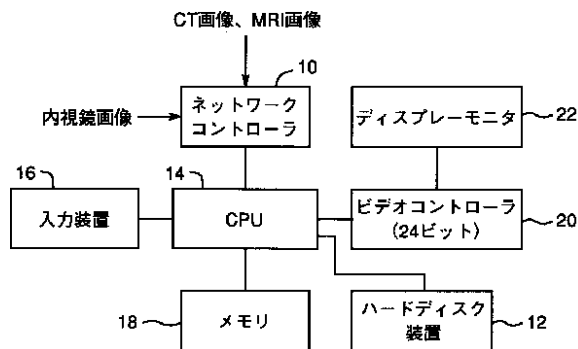 CT画像、MRI画像
10
内視鏡画像
ネットワーク
コントローラ
ディスプレーモニタ
22
16
14
入力装置
CPU
ビデオコントローラ
(24ビット)
20
18
メモリ
ハードディスク
装置
12